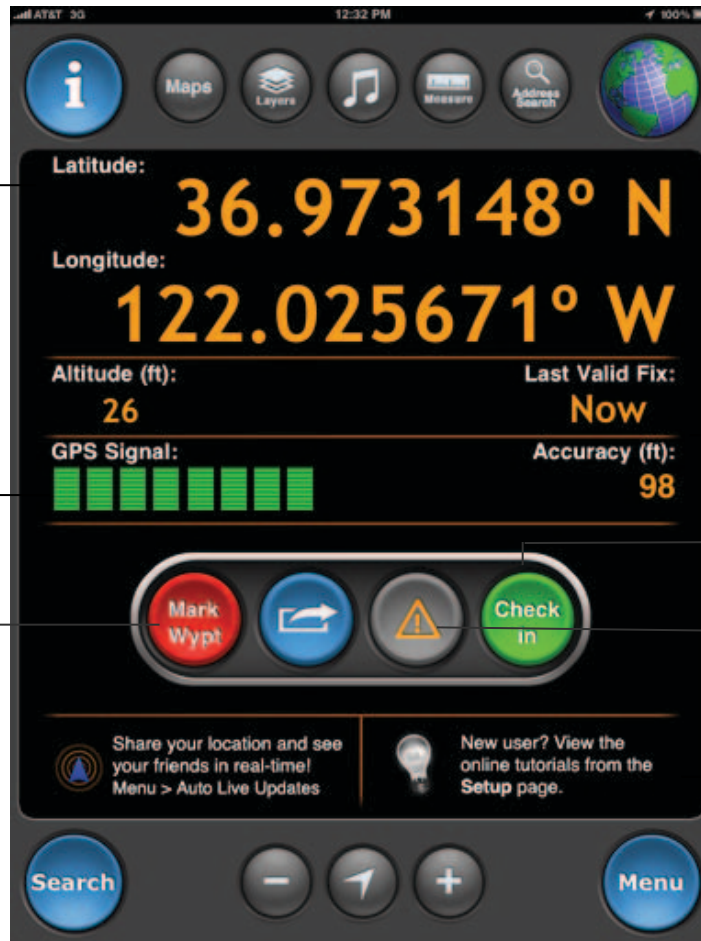 AT&T 3G 12:32 PM 100%
i Maps Layers Measure Address
Search
Latitude:
36.973148º N
Longitude:
122.025671º W
Altitude (ft): Last Valid Fix:
26 Now
GPS Signal: Accuracy (ft):
98
Mark
Wypt
Check
in
Share your location and see
your friends in real-time!
Menu > Auto Live Updates
New user? View the
online tutorials from the
Setup page.
Search − + Menu